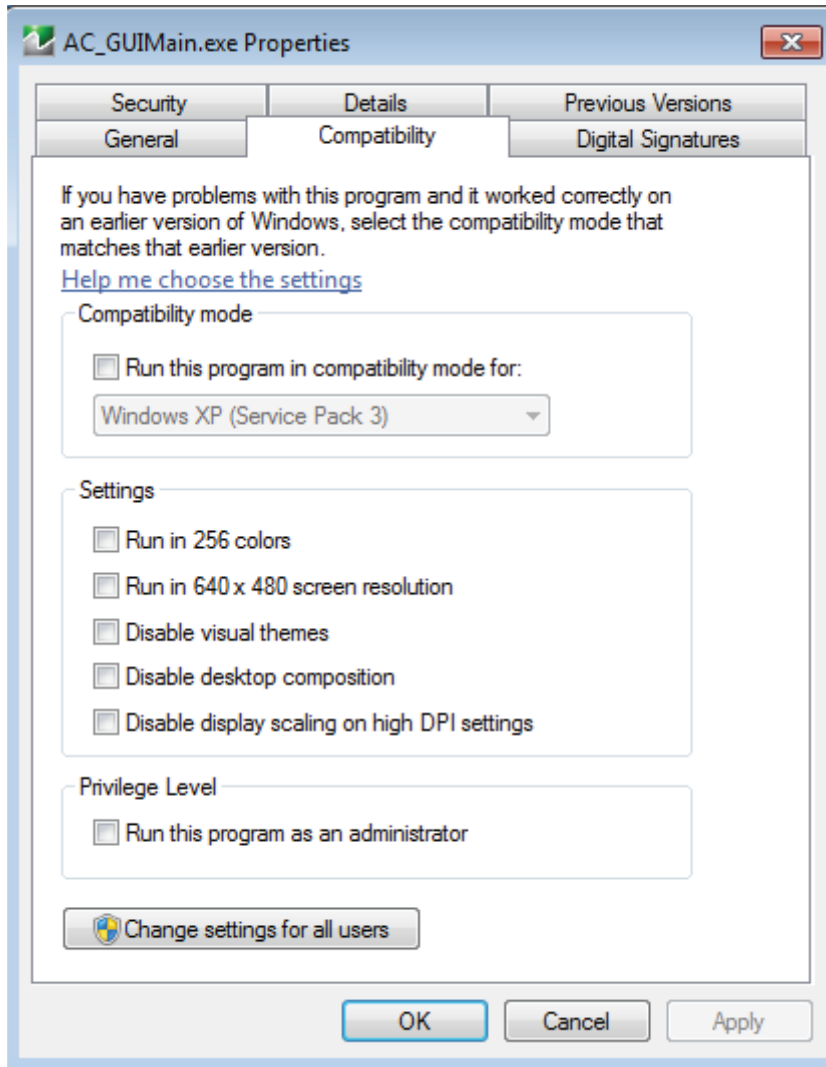 AC_GUIMain.exe Properties
Security Details Previous Versions
General Compatibility Digital Signatures
If you have problems with this program and it worked correctly on
an earlier version of Windows, select the compatibility mode that
matches that earlier version.
Help me choose the settings
Compatibility mode
Run this program in compatibility mode for:
Windows XP (Service Pack 3)
Settings
Run in 256 colors
Run in 640 x 480 screen resolution
Disable visual themes
Disable desktop composition
Disable display scaling on high DPI settings
Privilege Level
Run this program as an administrator
Change settings for all users
OK Cancel Apply